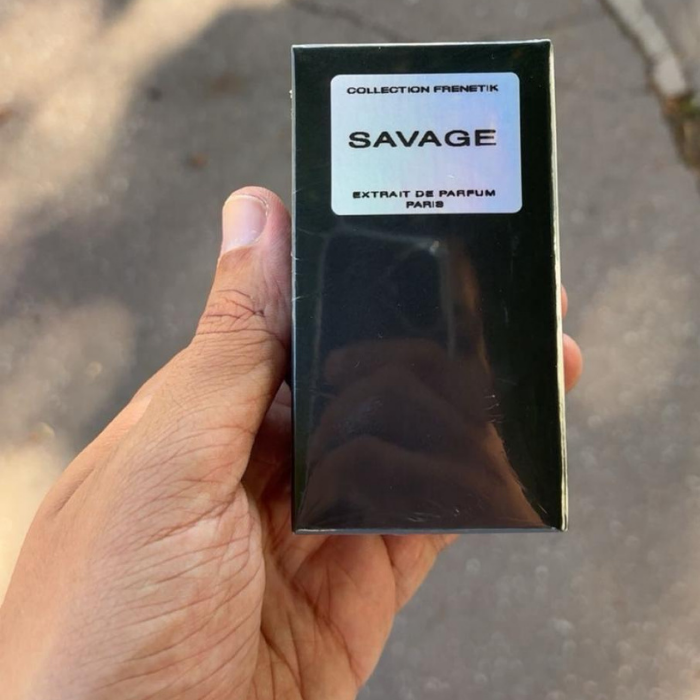 COLLECTION FRENETIK
SAVAGE
EXTRAIT DE PARFUM
PARIS